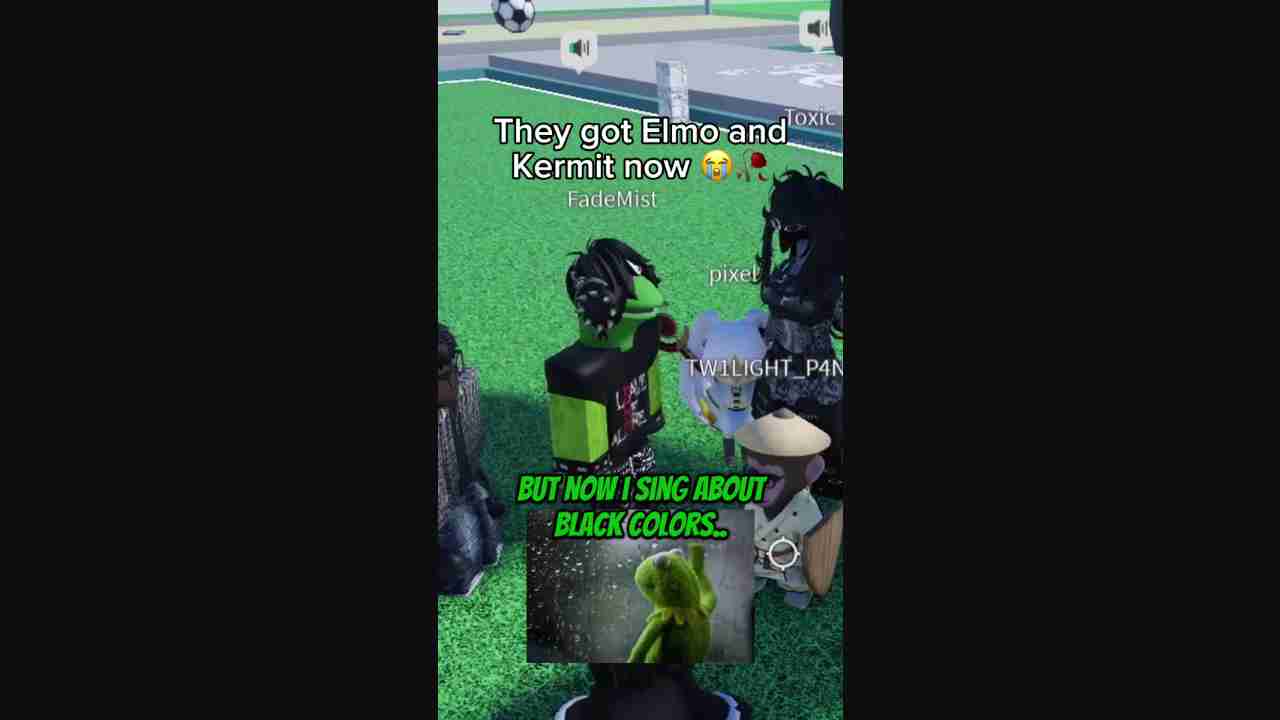 Toxic
They got Elmo and
Kermit now 😭🥀
FadeMist
pixel
TW1LIGHT_P4N
BUT NOW I SING ABOUT
BLACK COLORS..